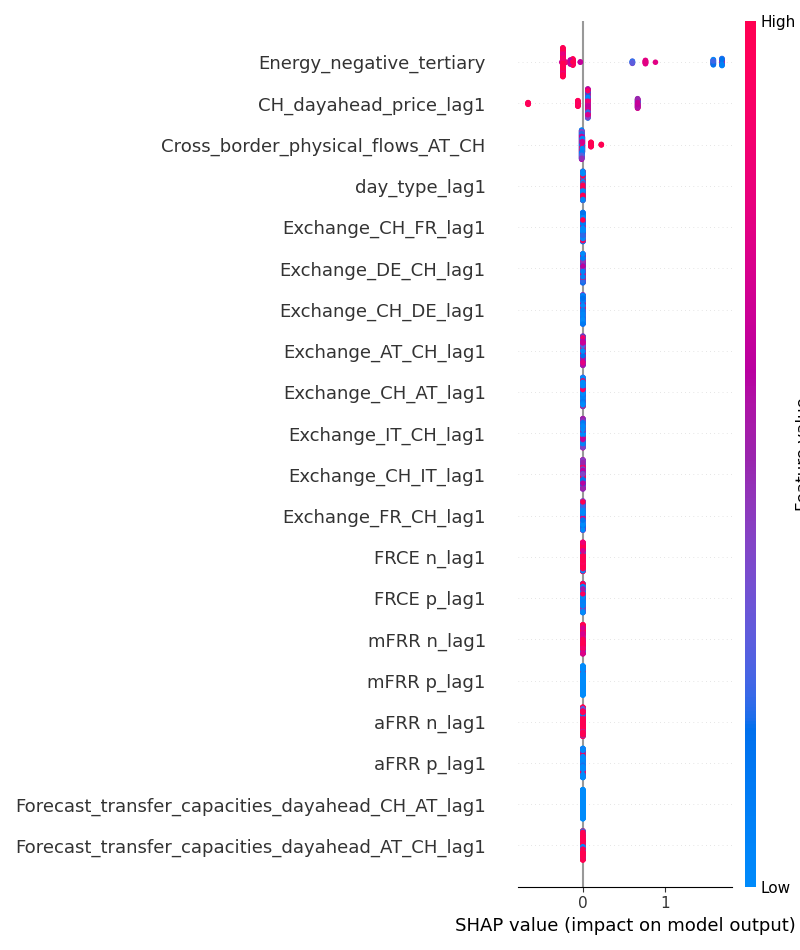 High
Energy_negative_tertiary
CH_dayahead_price_lag1
Cross_border_physical_flows_AT_CH
day_type_lag1
Exchange_CH_FR_lag1
Exchange_DE_CH_lag1
Exchange_CH_DE_lag1
Exchange_AT_CH_lag1
Exchange_CH_AT_lag1
Exchange_IT_CH_lag1
Exchange_CH_IT_lag1
Exchange_FR_CH_lag1
FRCE n_lag1
FRCE p_lag1
mFRR n_lag1
mFRR p_lag1
aFRR n_lag1
aFRR p_lag1
Forecast_transfer_capacities_dayahead_CH_AT_lag1
Forecast_transfer_capacities_dayahead_AT_CH_lag1
Low
0 1
SHAP value (impact on model output)